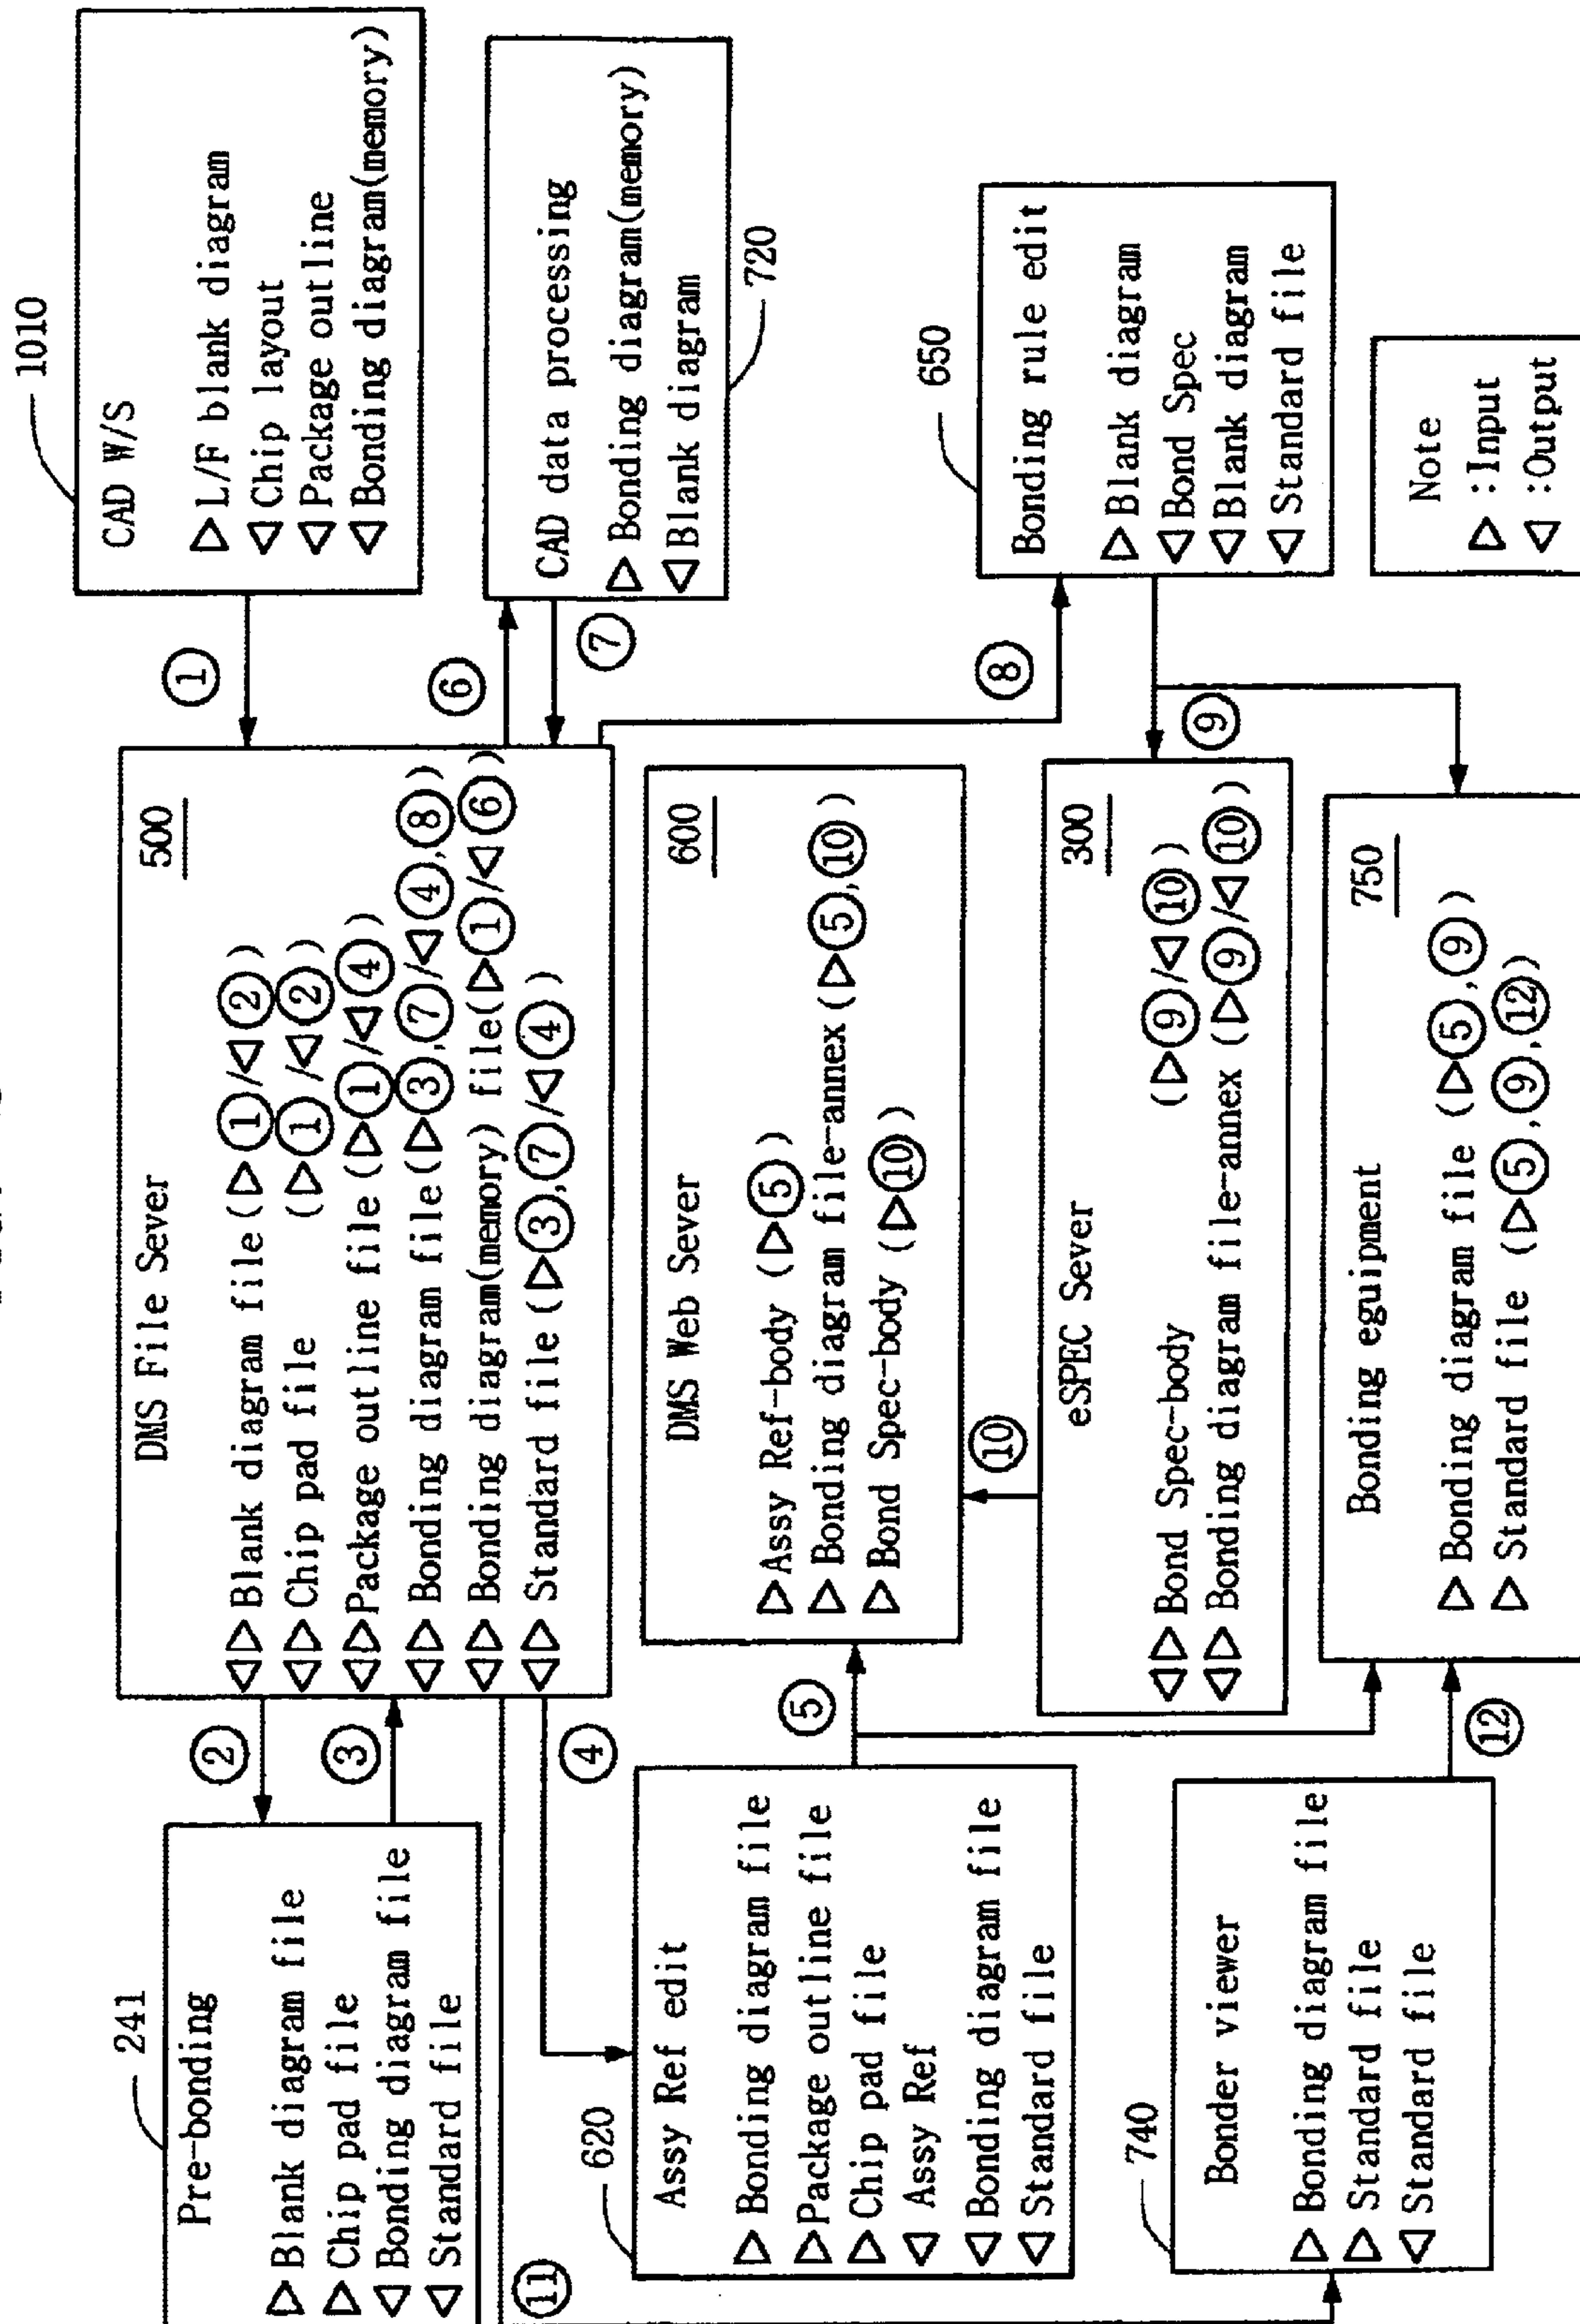 241
Pre-bonding
▷ Blank diagram file
▷ Chip pad file
◁ Bonding diagram file
◁ Standard file
②
③
⑪
④
DMS File Sever 500
◁▷ Blank diagram file(▷①/◁②)
◁▷ Chip pad file (▷①/◁②)
◁▷Package outline file (▷①/◁④)
◁▷ Bonding diagram file(▷③,⑦/◁④,⑧)
◁▷ Bonding diagram(memory) file(▷①/◁⑥)
◁▷ Standard file (▷③,⑦/◁④)
①
⑥
⑦
⑧
1010
CAD W/S
▷L/F blank diagram
◁ Chip layout
◁ Package outline
◁ Bonding diagram(memory)
CAD data processing
▷ Bonding diagram(memory)
◁Blank diagram
720
620
Assy Ref edit
▷ Bonding diagram file
▷Package outline file
▷ Chip pad file
◁ Assy Ref
◁ Bonding diagram file
◁ Standard file
⑤
DMS Web Sever 600
▷Assy Ref-body (▷⑤)
▷ Bonding diagram file-annex (▷⑤,⑩)
▷ Bond Spec-body (▷⑩)
⑩
650
Bonding rule edit
▷ Blank diagram
◁ Bond Spec
◁ Blank diagram
◁ Standard file
⑨
eSPEC Sever 300
◁▷ Bond Spec-body (▷⑨/◁⑩)
◁▷ Bonding diagram file-annex (▷⑨/◁⑩)
740
Bonder viewer
▷ Bonding diagram file
▷ Standard file
◁ Standard file
⑫
Bonding eguipment 750
▷ Bonding diagram file (▷⑤,⑨)
▷ Standard file (▷⑤,⑨,⑫)
Note
▷ :Input
◁ :Output